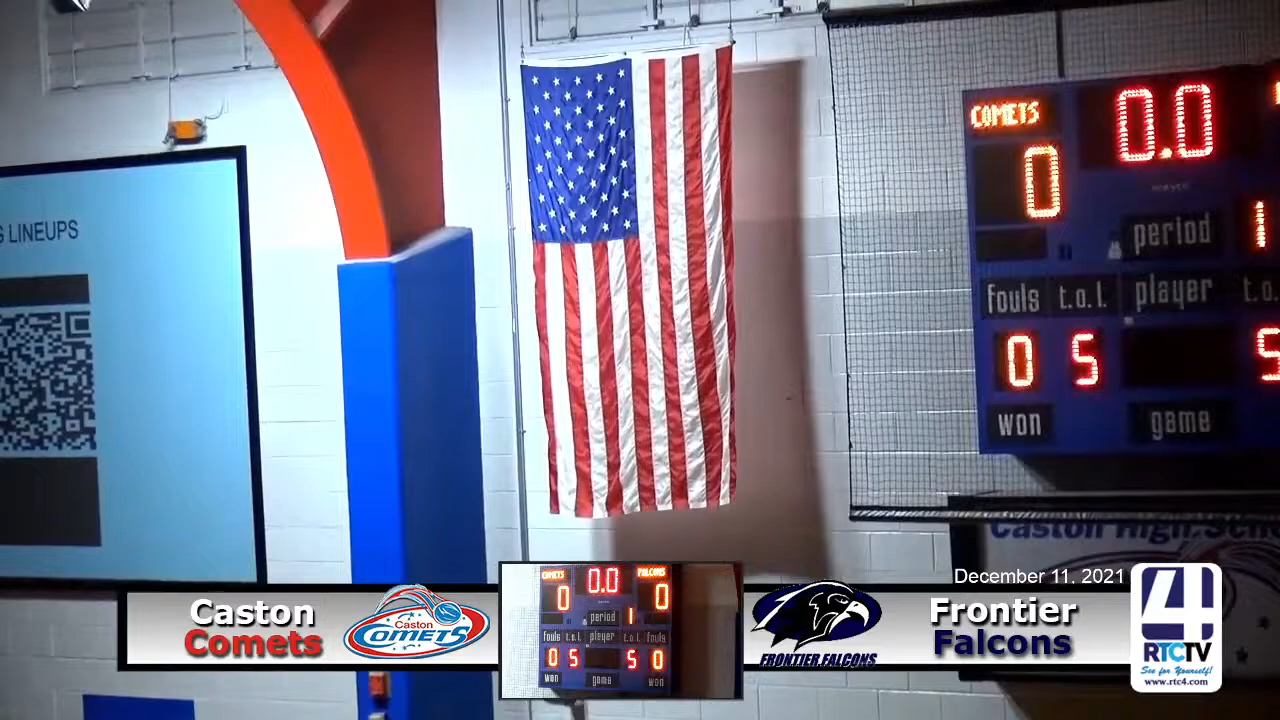 G LINEUPS
COMETS
0.0
0
period
1
fouls t.o.l. player t.o.
0 5 5
won game
Caston High School
December 11, 2021
Caston
Comets
Caston
COMETS
COMETS 0.0 FALCONS
0 0
period 1
fouls t.o.l. player t.o.l. fouls
0 5 5 0
won game won
FRONTIER FALCONS
Frontier
Falcons
4
RTCTV
See for Yourself!
www.rtc4.com